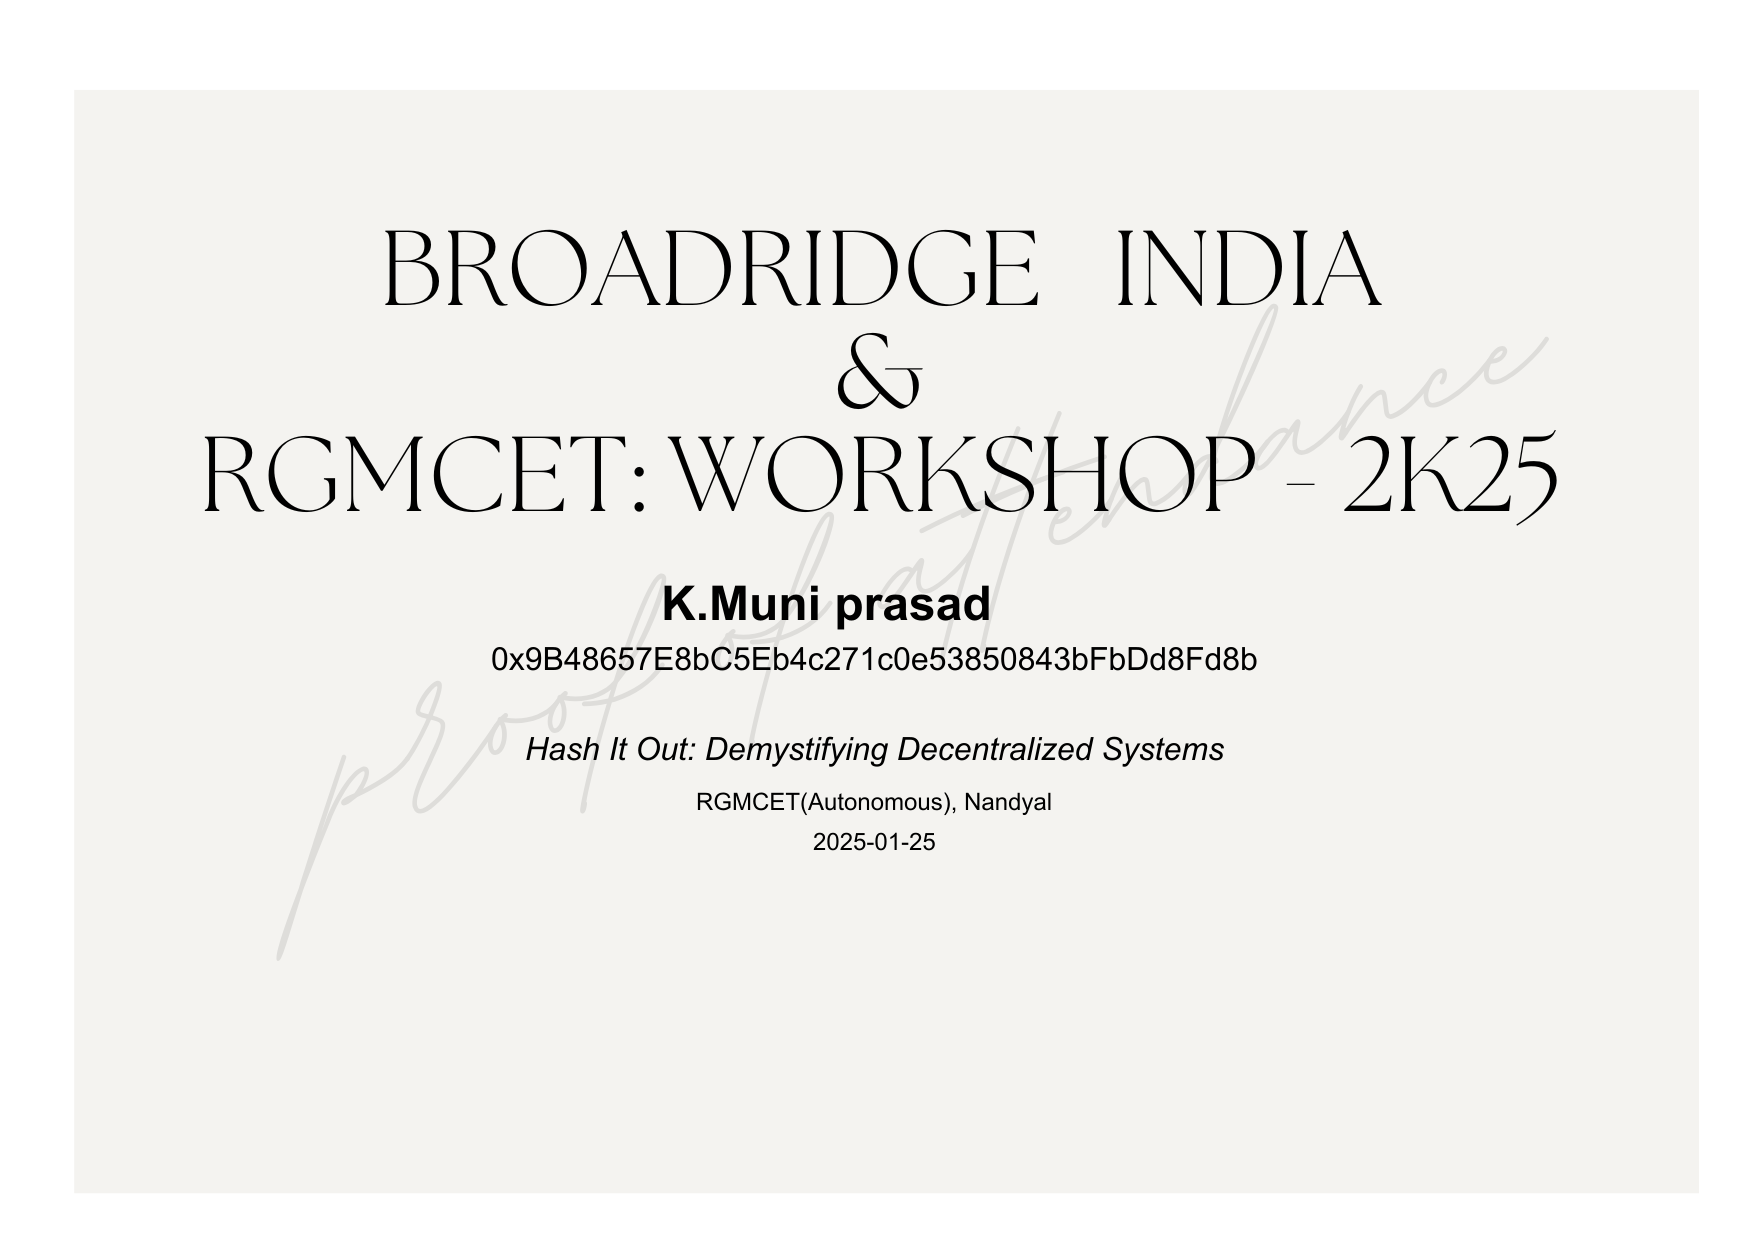 BROADRIDGE INDIA
&
RGMCET: WORKSHOP - 2K25
proof of attendance
K.Muni prasad
0x9B48657E8bC5Eb4c271c0e53850843bFbDd8Fd8b
Hash It Out: Demystifying Decentralized Systems
RGMCET(Autonomous), Nandyal
2025-01-25